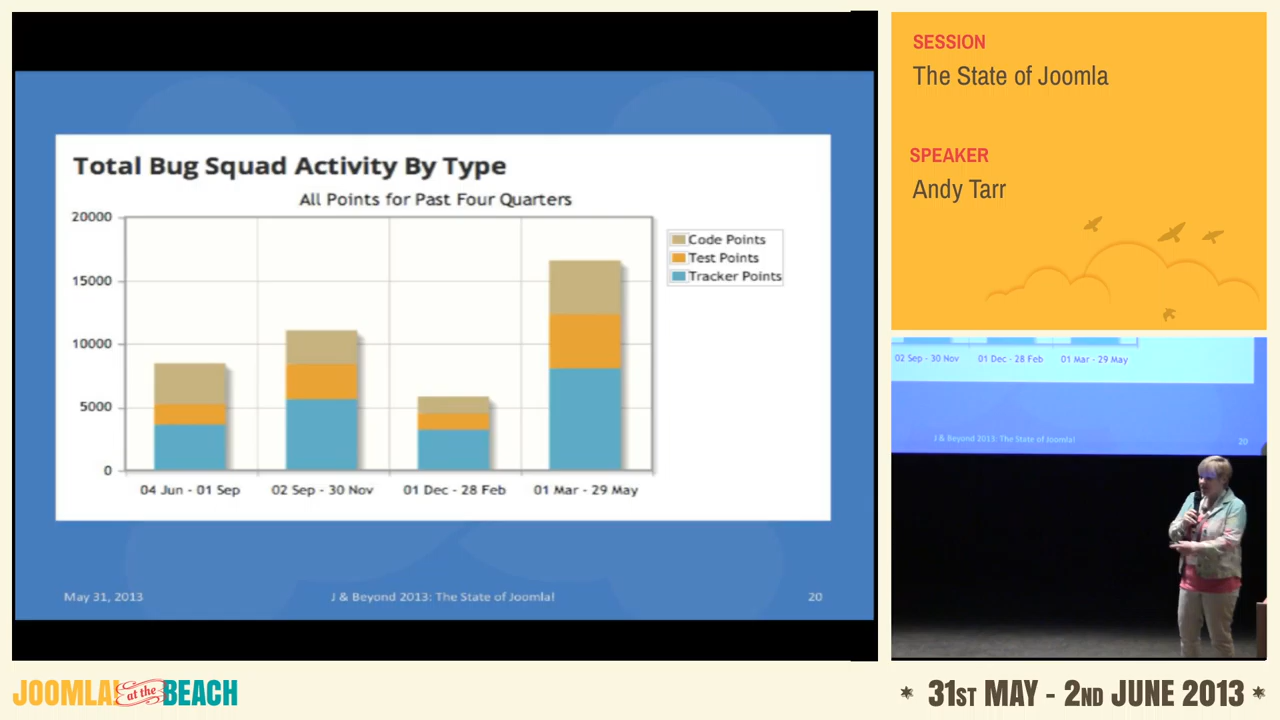 Total Bug Squad Activity By Type
All Points for Past Four Quarters
20000
15000
10000
5000
0
04 Jun - 01 Sep
02 Sep - 30 Nov
01 Dec - 28 Feb
01 Mar - 29 May
Code Points
Test Points
Tracker Points
May 31, 2013
J & Beyond 2013: The State of Joomla!
20
SESSION
The State of Joomla
SPEAKER
Andy Tarr
02 Sep - 30 Nov
01 Dec - 28 Feb
01 Mar - 29 May
J & Beyond 2013: The State of Joomla!
20
JOOMLA! at the BEACH
* 31ST MAY - 2ND JUNE 2013 *